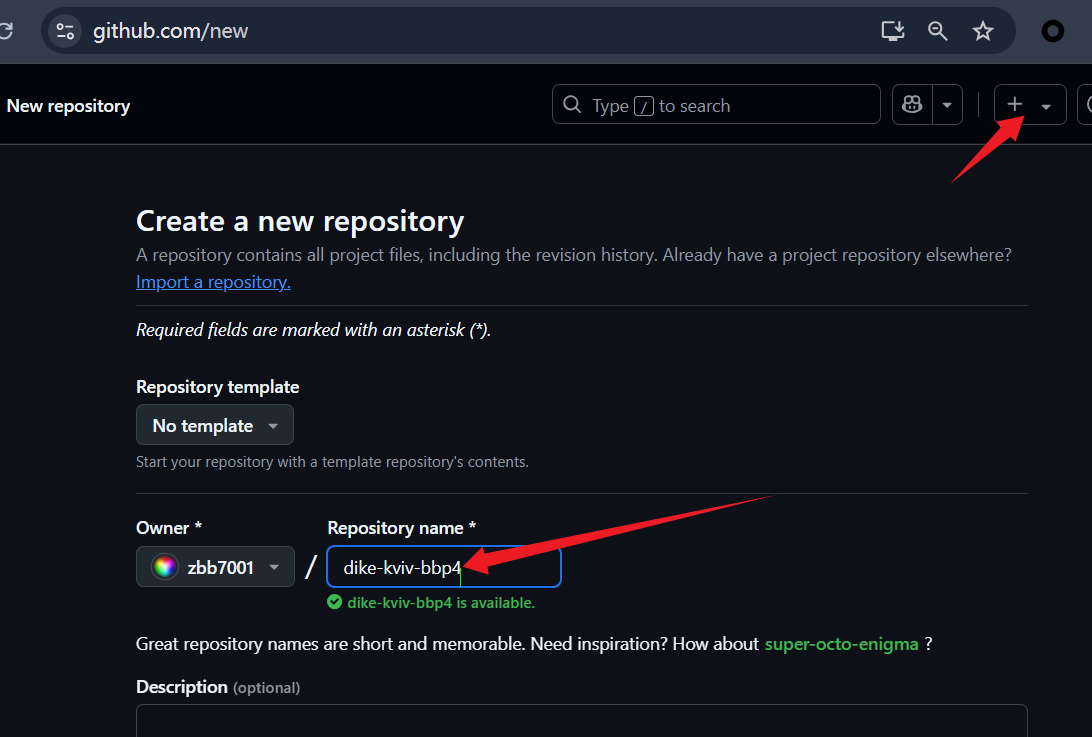 github.com/new
New repository
Type / to search
Create a new repository
A repository contains all project files, including the revision history. Already have a project repository elsewhere?
Import a repository.
Required fields are marked with an asterisk (*).
Repository template
No template
Start your repository with a template repository's contents.
Owner * Repository name *
zbb7001 / dike-kviv-bbp4
dike-kviv-bbp4 is available.
Great repository names are short and memorable. Need inspiration? How about super-octo-enigma ?
Description (optional)